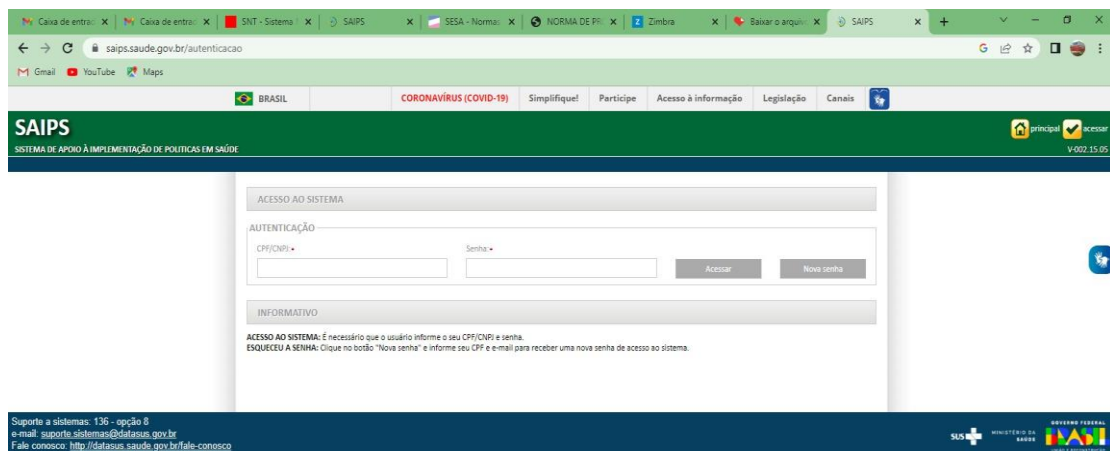 Caixa de entrad
Caixa de entrad
SNT - Sistema
SAIPS
SESA - Normas
NORMA DE PR
Zimbra
Baixar o arquivo
SAIPS
saips.saude.gov.br/autenticacao
Gmail YouTube Maps
BRASIL CORONAVÍRUS (COVID-19) Simplifique! Participe Acesso à informação Legislação Canais
SAIPS
principal acessar
SISTEMA DE APOIO À IMPLEMENTAÇÃO DE POLITICAS EM SAÚDE
V-002.15.05
ACESSO AO SISTEMA
AUTENTICAÇÃO
CPF/CNPJ: Senha:
Acessar Nova senha
INFORMATIVO
ACESSO AO SISTEMA: É necessário que o usuário informe o seu CPF/CNPJ e senha.
ESQUECEU A SENHA: Clique no botão "Nova senha" e informe seu CPF e e-mail para receber uma nova senha de acesso ao sistema.
Suporte a sistemas: 136 - opção 8
e-mail: suporte.sistemas@datasus.gov.br
Fale conosco: http://datasus.saude.gov.br/fale-conosco
SUS MINISTÉRIO DA SAÚDE
GOVERNO FEDERAL
BRASIL
UNIÃO E RECONSTRUÇÃO